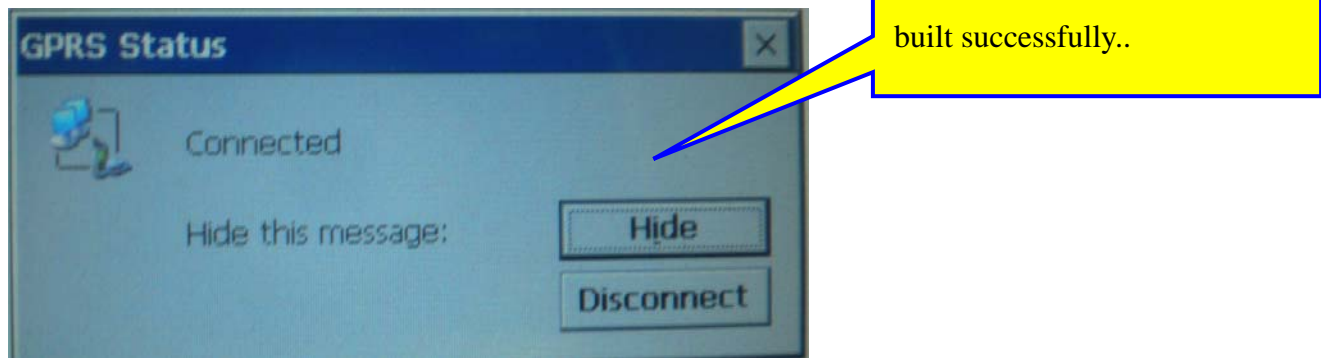 GPRS Status
Connected
Hide this message:
Hide
Disconnect
built successfully..